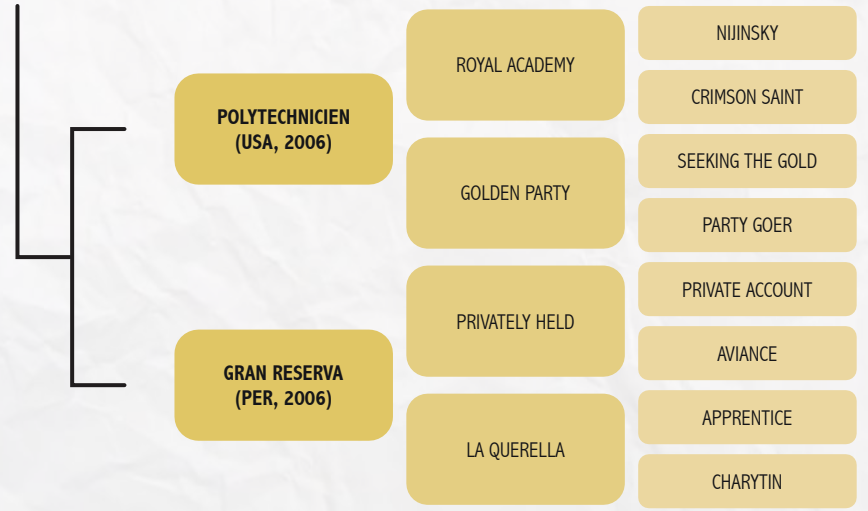 POLYTECHNICIEN
(USA, 2006)
GRAN RESERVA
(PER, 2006)
ROYAL ACADEMY
GOLDEN PARTY
PRIVATELY HELD
LA QUERELLA
NIJINSKY
CRIMSON SAINT
SEEKING THE GOLD
PARTY GOER
PRIVATE ACCOUNT
AVIANCE
APPRENTICE
CHARYTIN